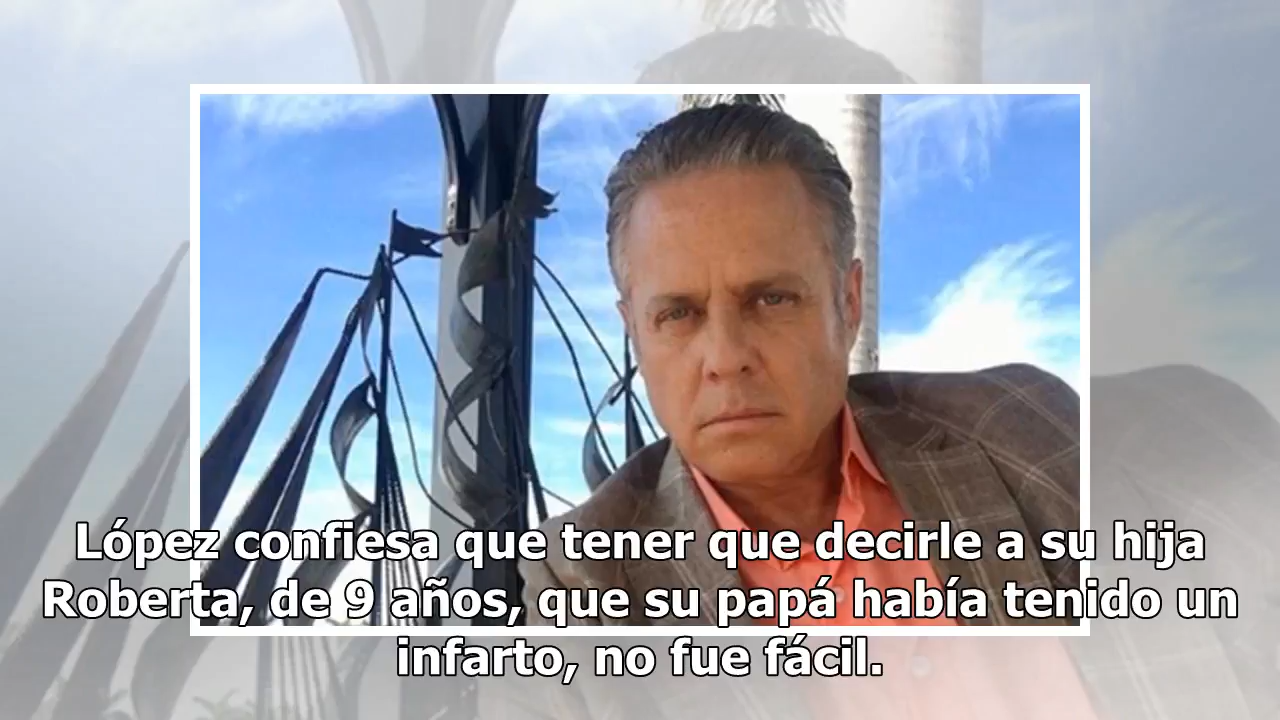 López confiesa que tener que decirle a su hija
Roberta, de 9 años, que su papá había tenido un
infarto, no fue fácil.